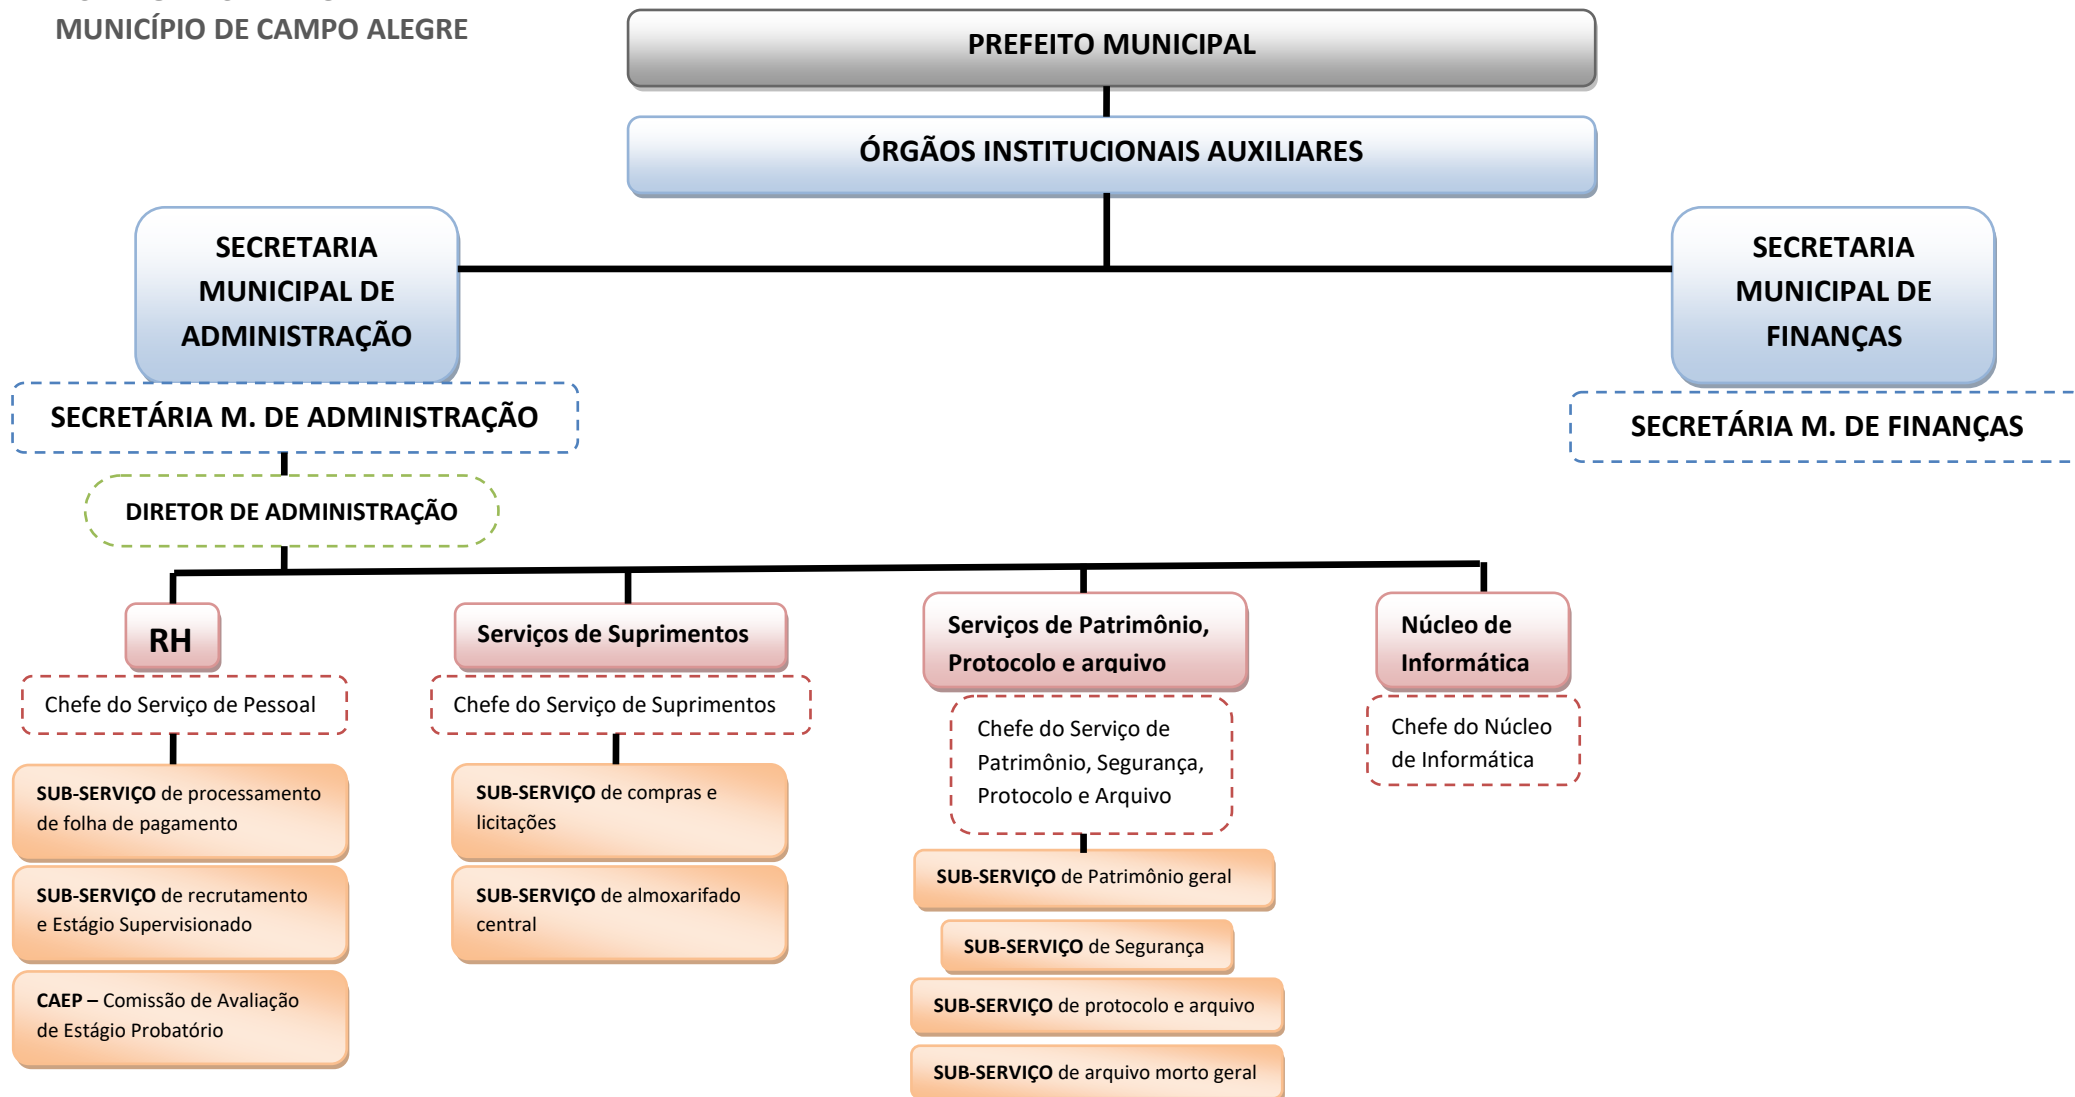 MUNICÍPIO DE CAMPO ALEGRE
PREFEITO MUNICIPAL
ÓRGÃOS INSTITUCIONAIS AUXILIARES
SECRETARIA
MUNICIPAL DE
ADMINISTRAÇÃO
SECRETARIA
MUNICIPAL DE
FINANÇAS
SECRETÁRIA M. DE ADMINISTRAÇÃO
SECRETÁRIA M. DE FINANÇAS
DIRETOR DE ADMINISTRAÇÃO
RH
Chefe do Serviço de Pessoal
SUB-SERVIÇO de processamento
de folha de pagamento
SUB-SERVIÇO de recrutamento
e Estágio Supervisionado
CAEP – Comissão de Avaliação
de Estágio Probatório
Serviços de Suprimentos
Chefe do Serviço de Suprimentos
SUB-SERVIÇO de compras e
licitações
SUB-SERVIÇO de almoxarifado
central
Serviços de Patrimônio,
Protocolo e arquivo
Chefe do Serviço de
Patrimônio, Segurança,
Protocolo e Arquivo
SUB-SERVIÇO de Patrimônio geral
SUB-SERVIÇO de Segurança
SUB-SERVIÇO de protocolo e arquivo
SUB-SERVIÇO de arquivo morto geral
Núcleo de
Informática
Chefe do Núcleo
de Informática